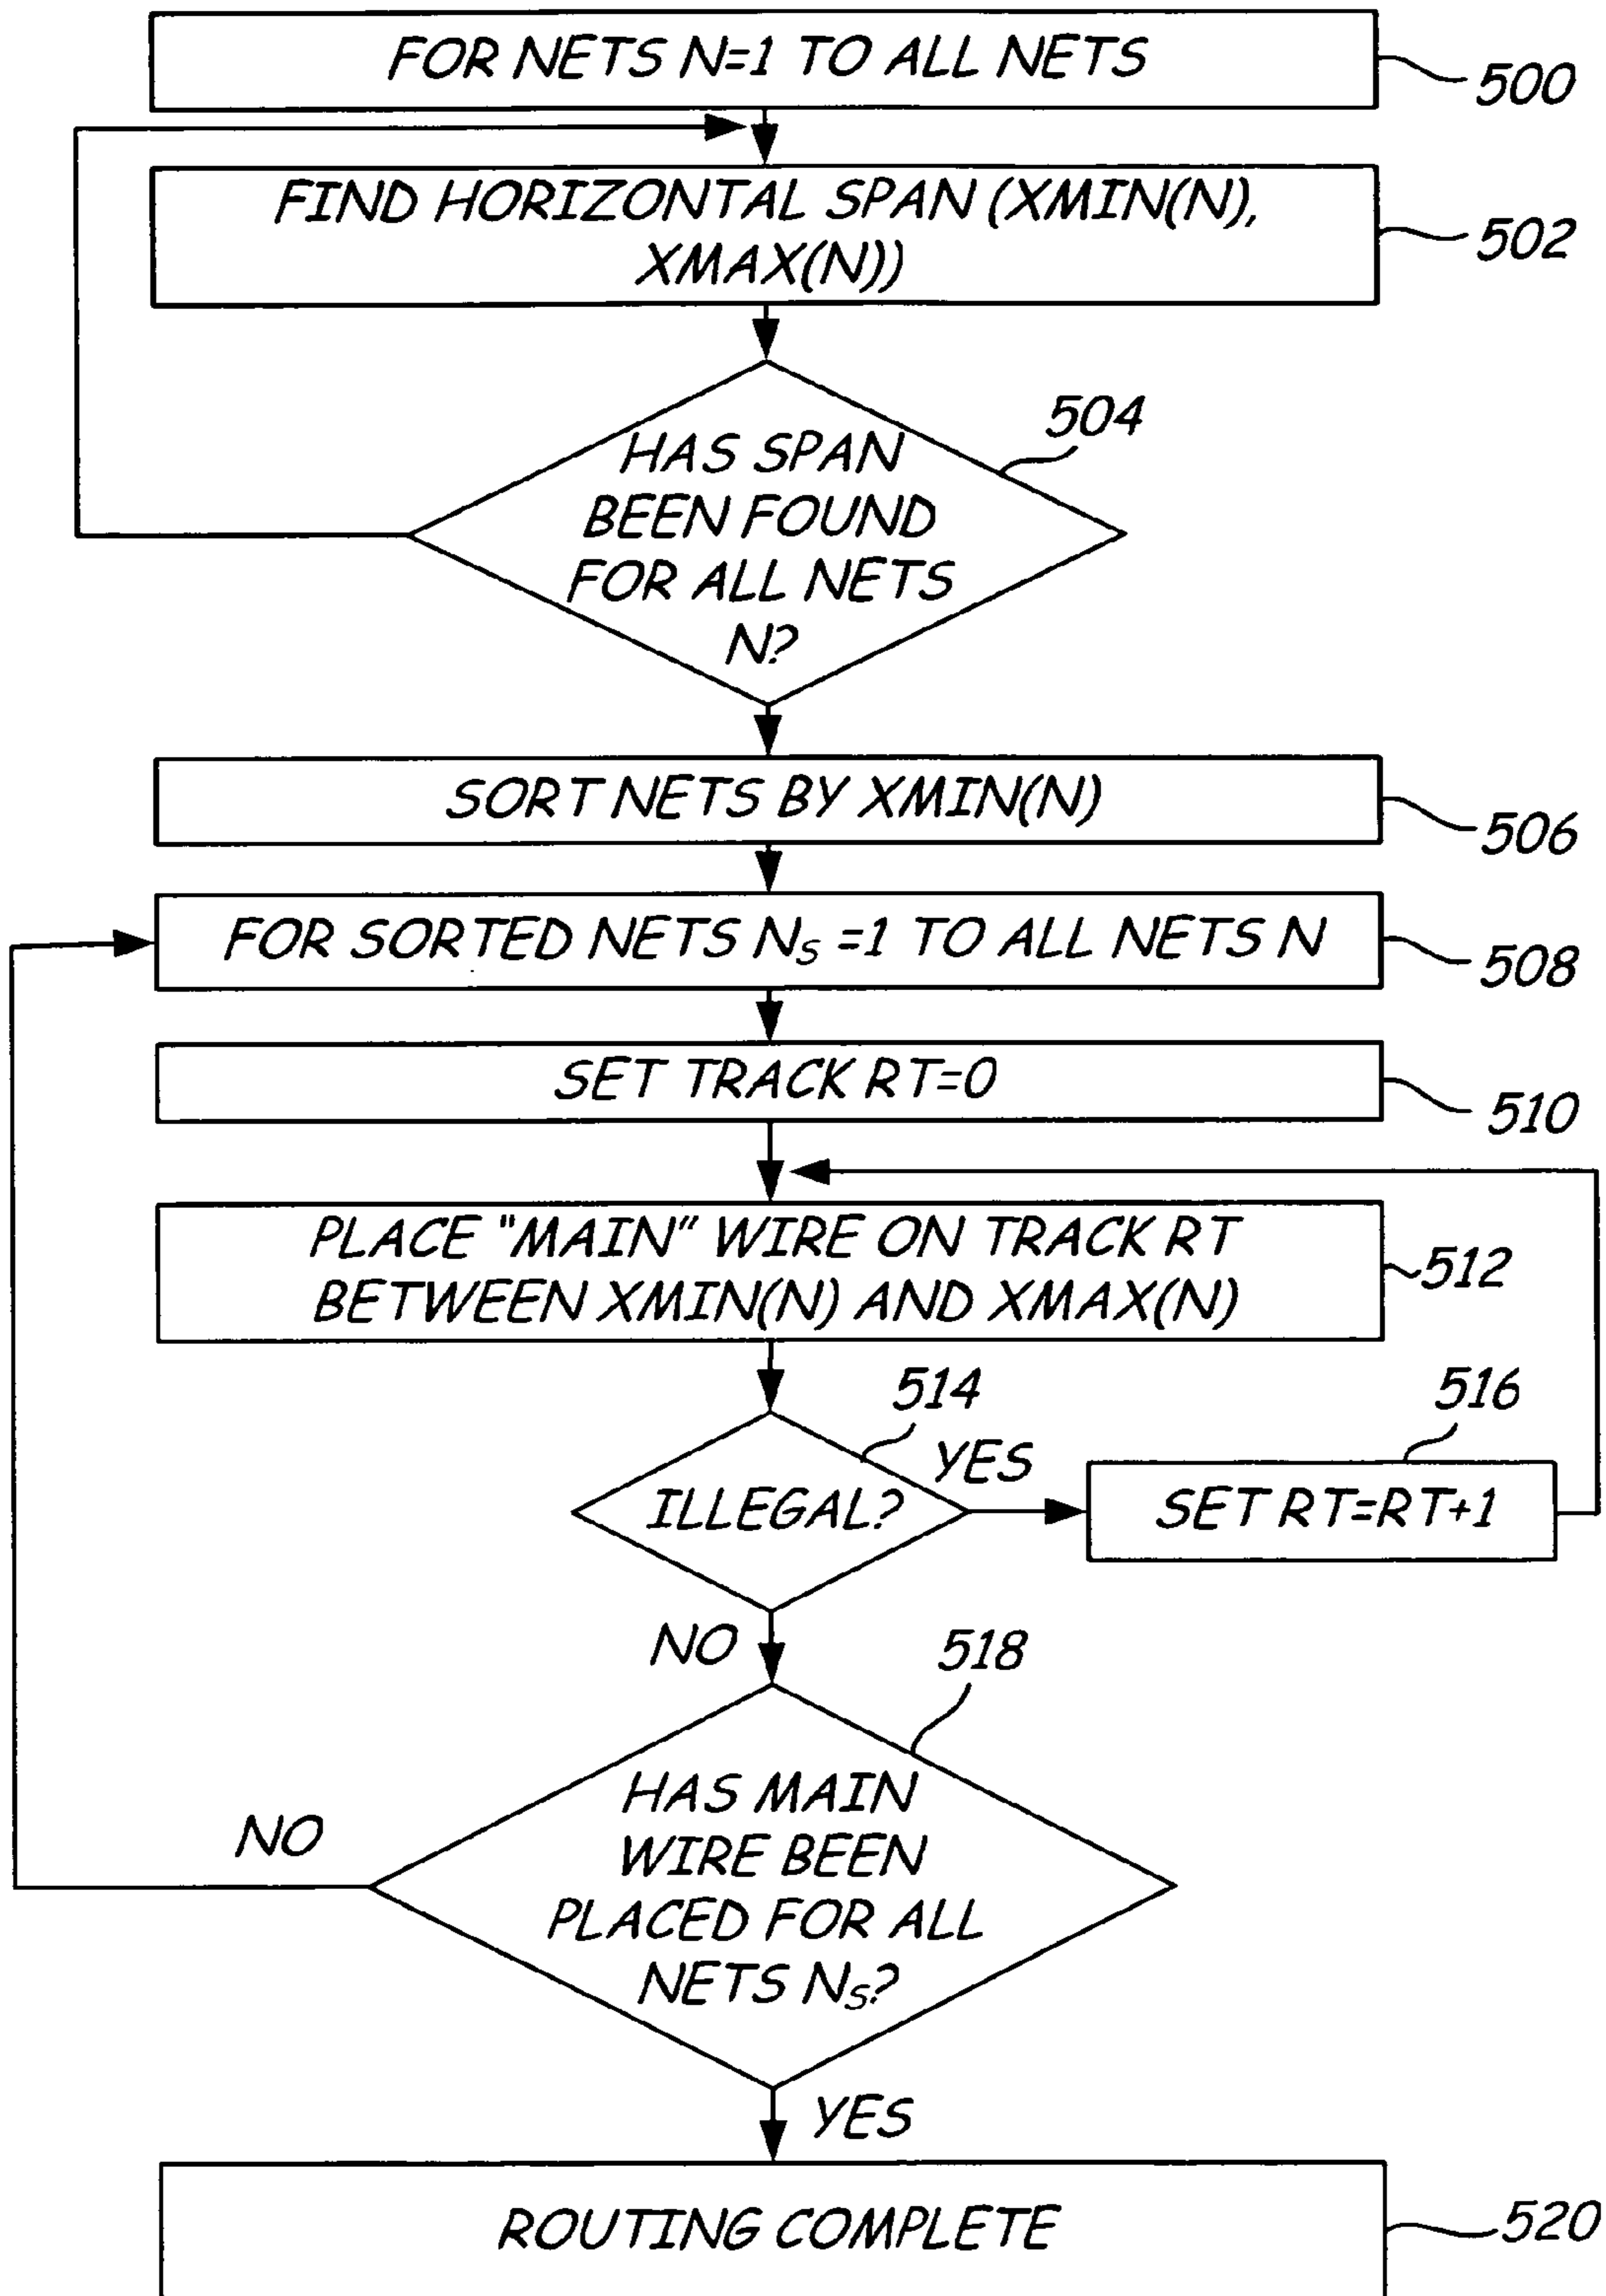 FOR NETS N=1 TO ALL NETS
500
FIND HORIZONTAL SPAN (XMIN(N),
XMAX(N))
502
504
HAS SPAN
BEEN FOUND
FOR ALL NETS
N?
SORT NETS BY XMIN(N)
506
FOR SORTED NETS Ns =1 TO ALL NETS N
508
SET TRACK RT=0
510
PLACE "MAIN" WIRE ON TRACK RT
BETWEEN XMIN(N) AND XMAX(N)
512
514
ILLEGAL?
YES
516
SET RT=RT+1
NO
518
HAS MAIN
WIRE BEEN
PLACED FOR ALL
NETS Ns?
NO
YES
ROUTING COMPLETE
520